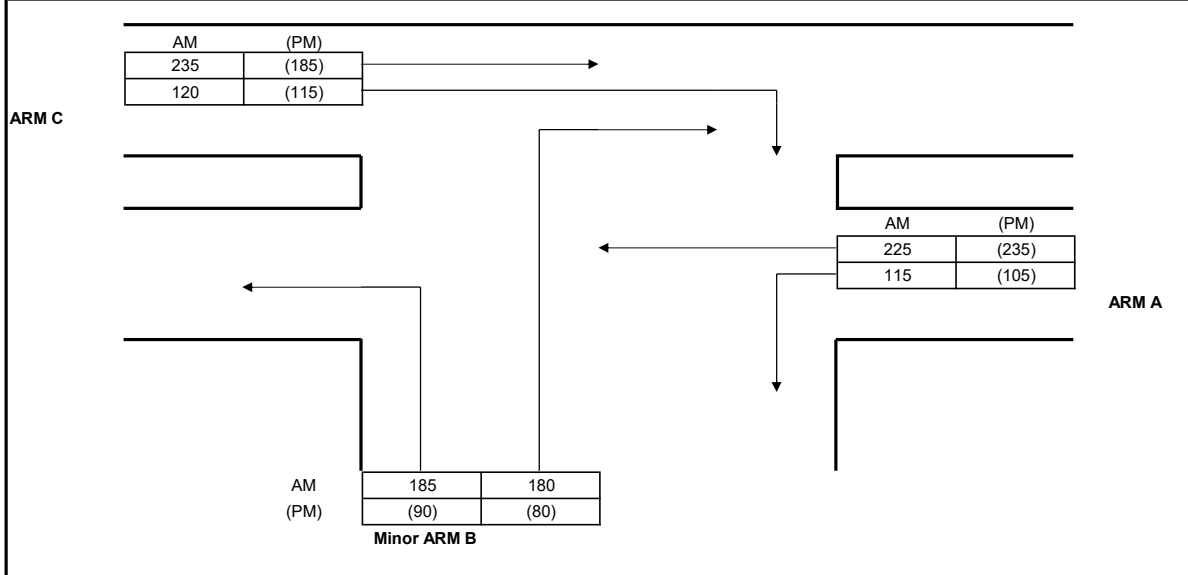 AM (PM)
235 (185)
120 (115)
ARM C
AM (PM)
225 (235)
115 (105)
ARM A
AM 185 180
(PM) (90) (80)
Minor ARM B